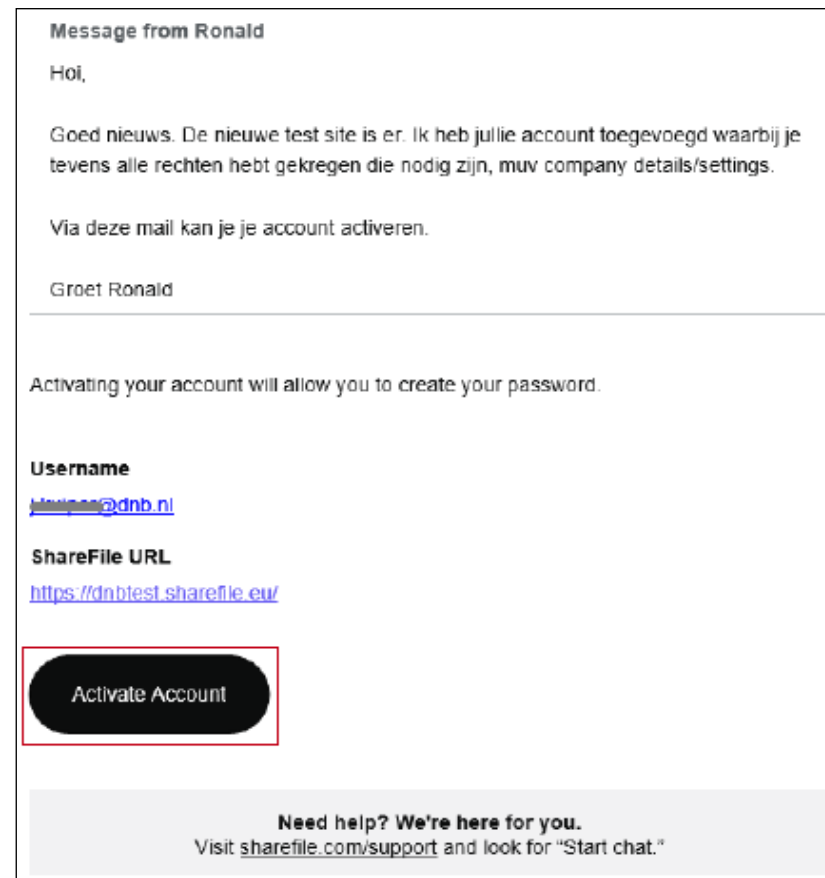 Message from Ronald
Hoi,
Goed nieuws. De nieuwe test site is er. Ik heb jullie account toegevoegd waarbij je
tevens alle rechten hebt gekregen die nodig zijn, muv company details/settings.
Via deze mail kan je je account activeren.
Groet Ronald
Activating your account will allow you to create your password.
Username
@dnb.nl
ShareFile URL
https://dnbtest.sharefile.eu/
Activate Account
Need help? We're here for you.
Visit sharefile.com/support and look for “Start chat.”